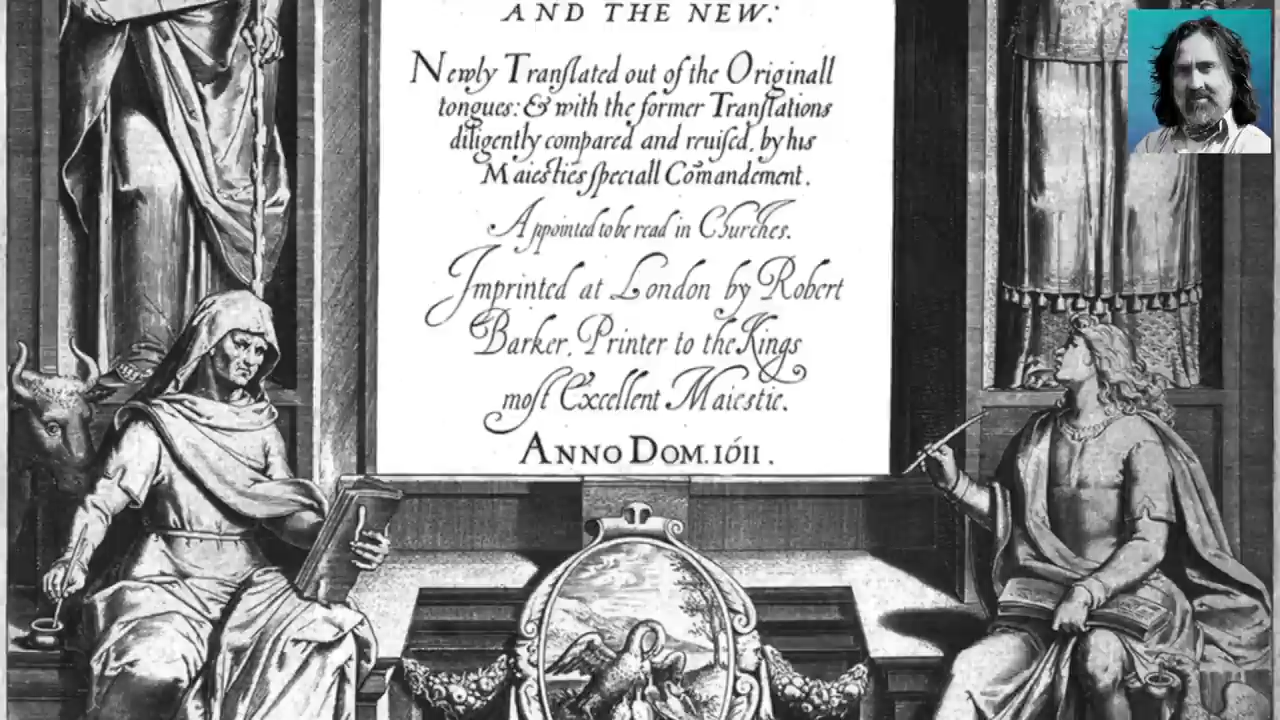 AND THE NEW:
Newly Tranſlated out of the Originall
tongues: & with the former Tranſlations
diligently compared and reuiſed, by his
Maieſties ſpeciall Cõmandement.
Appointed to be read in Churches.
Imprinted at London by Robert
Barker, Printer to the Kings
moſt Excellent Maiestie.
ANNO DOM. 1611.